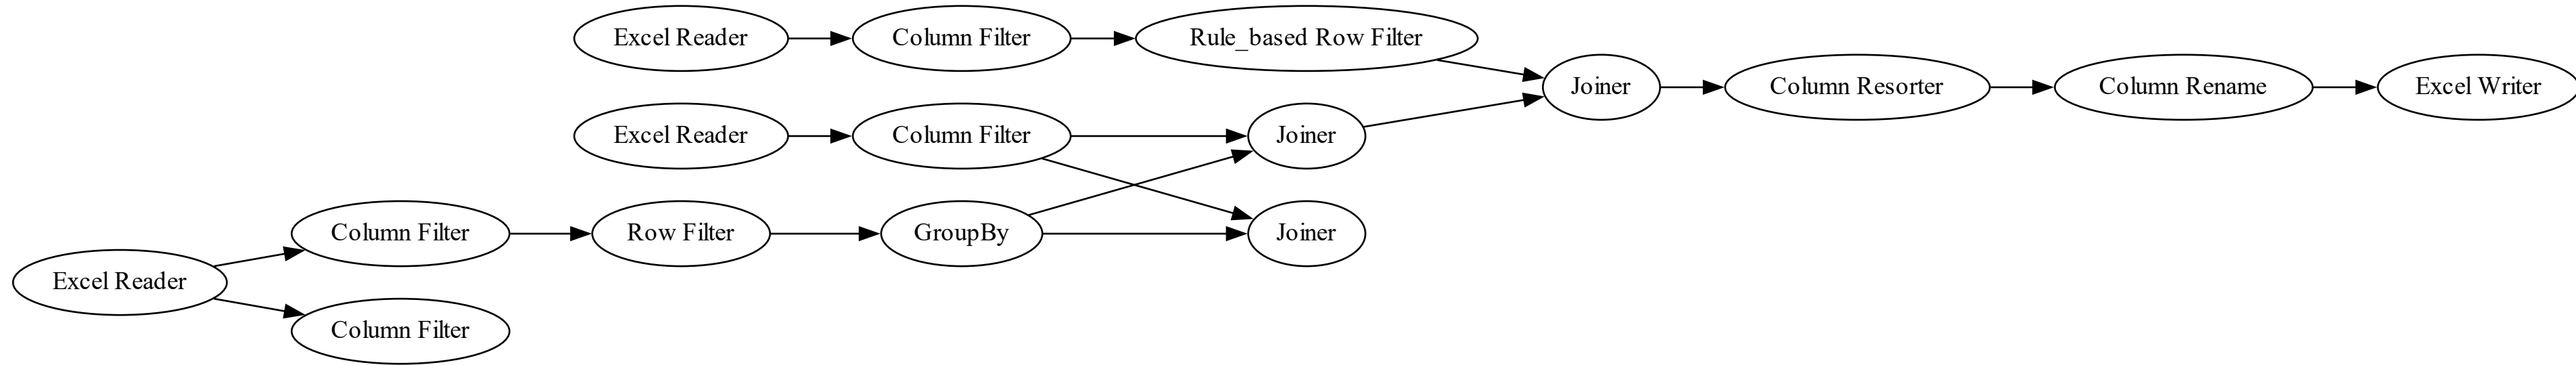 Excel Reader
Column Filter
Rule_based Row Filter
Excel Reader
Column Filter
Joiner
Joiner
Column Resorter
Column Rename
Excel Writer
Excel Reader
Column Filter
Row Filter
GroupBy
Joiner
Column Filter